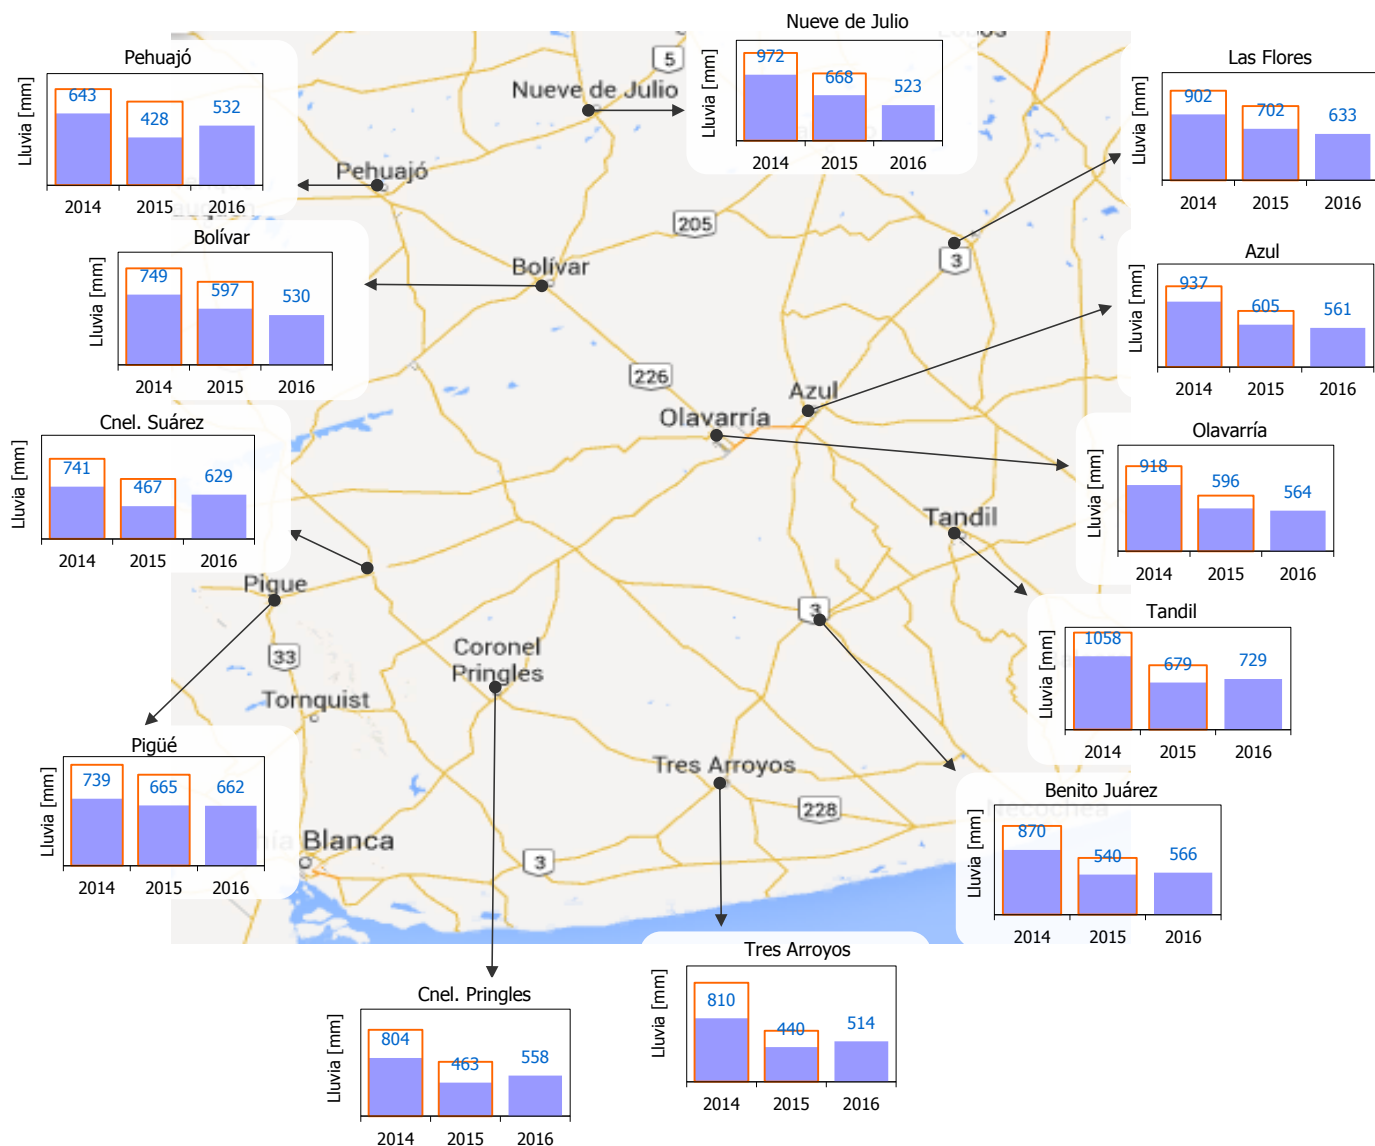 Nueve de Julio
Lluvia [mm]
972
668
523
2014
2015
2016
Pehuajó
Lluvia [mm]
643
428
532
2014
2015
2016
Las Flores
Lluvia [mm]
902
702
633
2014
2015
2016
5
Nueve de Julio
Pehuajó
205
Bolívar
Lluvia [mm]
749
597
530
2014
2015
2016
Bolívar
3
Azul
Lluvia [mm]
937
605
561
2014
2015
2016
226
Azul
Olavarría
Cnel. Suárez
Lluvia [mm]
741
467
629
2014
2015
2016
Olavarría
Lluvia [mm]
918
596
564
2014
2015
2016
Tandil
Pigue
3
Tandil
Lluvia [mm]
1058
679
729
2014
2015
2016
33
Coronel
Pringles
Tornquist
Pigüé
Lluvia [mm]
739
665
662
2014
2015
2016
Tres Arroyos
228
Benito Juárez
Necochea
Lluvia [mm]
870
540
566
2014
2015
2016
Blanca
3
Tres Arroyos
Lluvia [mm]
810
440
514
2014
2015
2016
Cnel. Pringles
Lluvia [mm]
804
463
558
2014
2015
2016